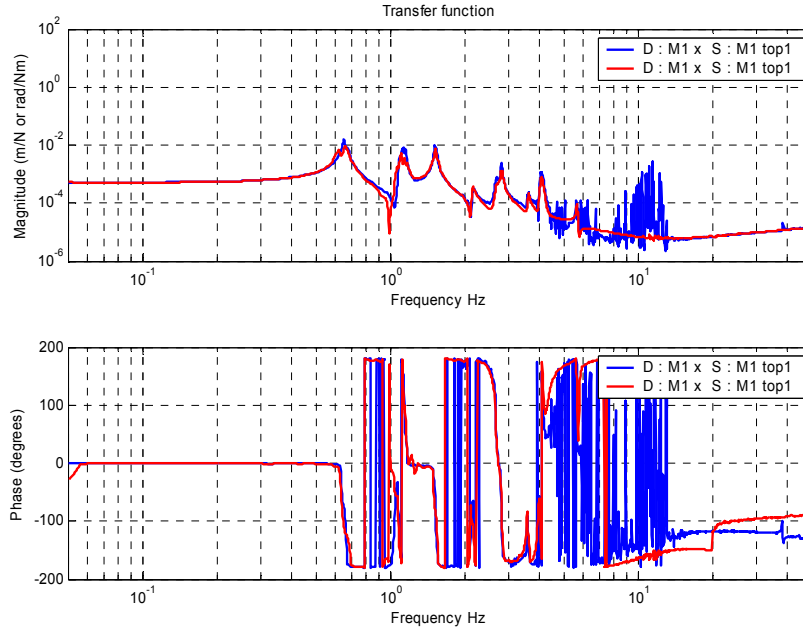 Transfer function
10^2
10^0
10^-2
10^-4
10^-6
Magnitude (m/N or rad/Nm)
D : M1 x S : M1 top1
D : M1 x S : M1 top1
10^-1
10^0
10^1
Frequency Hz
200
100
0
-100
-200
Phase (degrees)
D : M1 x S : M1 top1
D : M1 x S : M1 top1
10^-1
10^0
10^1
Frequency Hz